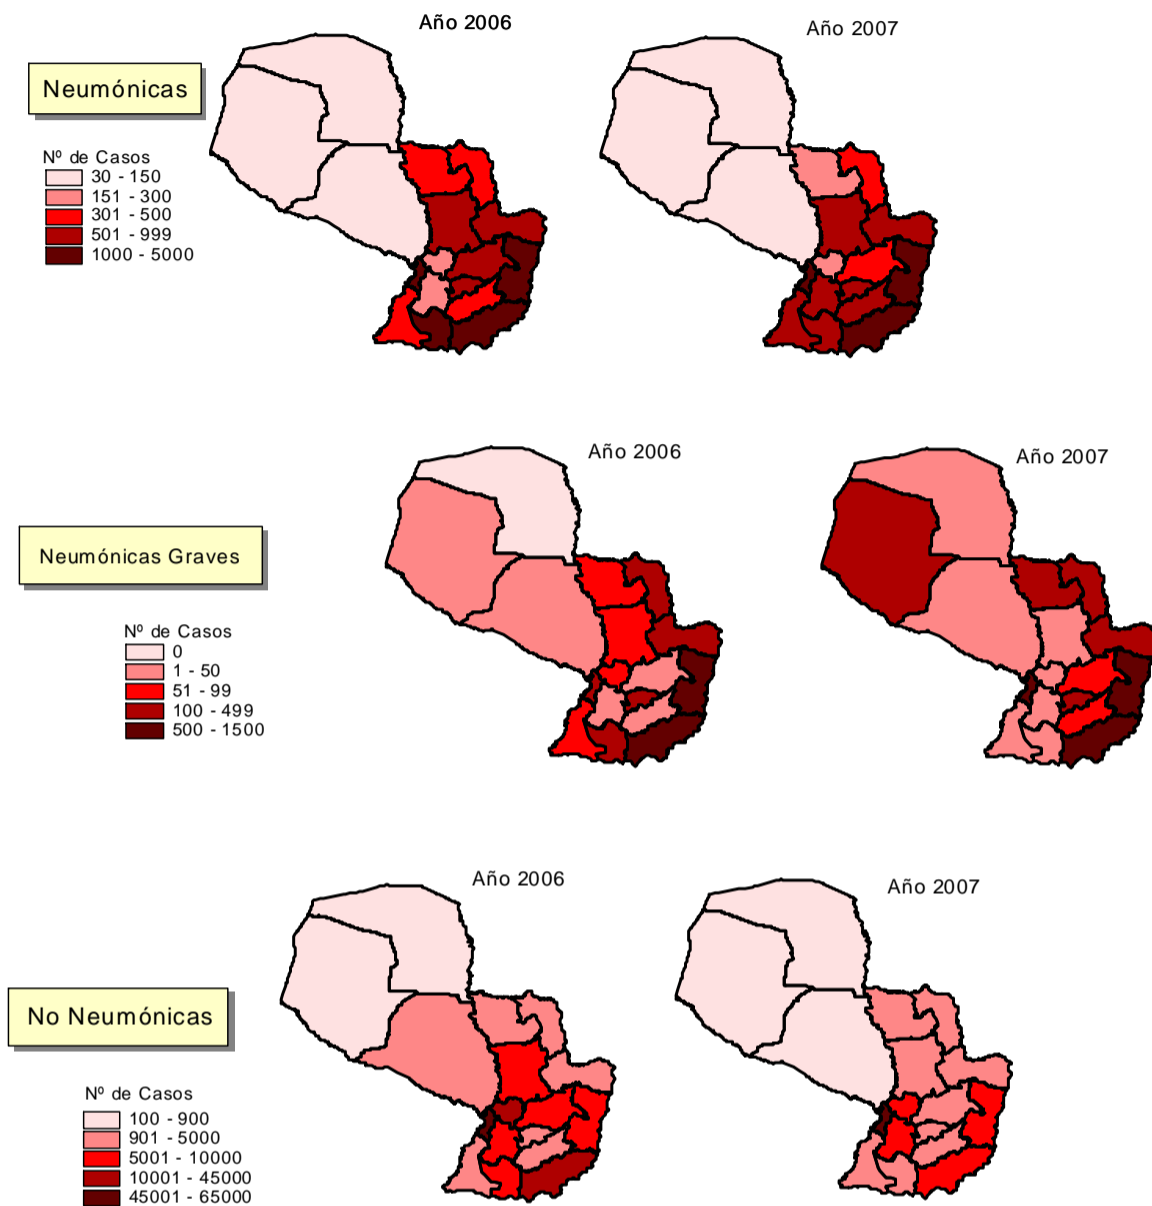 Año 2006
Año 2007
Neumónicas
Nº de Casos
30 - 150
151 - 300
301 - 500
501 - 999
1000 - 5000
Año 2006
Año 2007
Neumónicas Graves
Nº de Casos
0
1 - 50
51 - 99
100 - 499
500 - 1500
Año 2006
Año 2007
No Neumónicas
Nº de Casos
100 - 900
901 - 5000
5001 - 10000
10001 - 45000
45001 - 65000